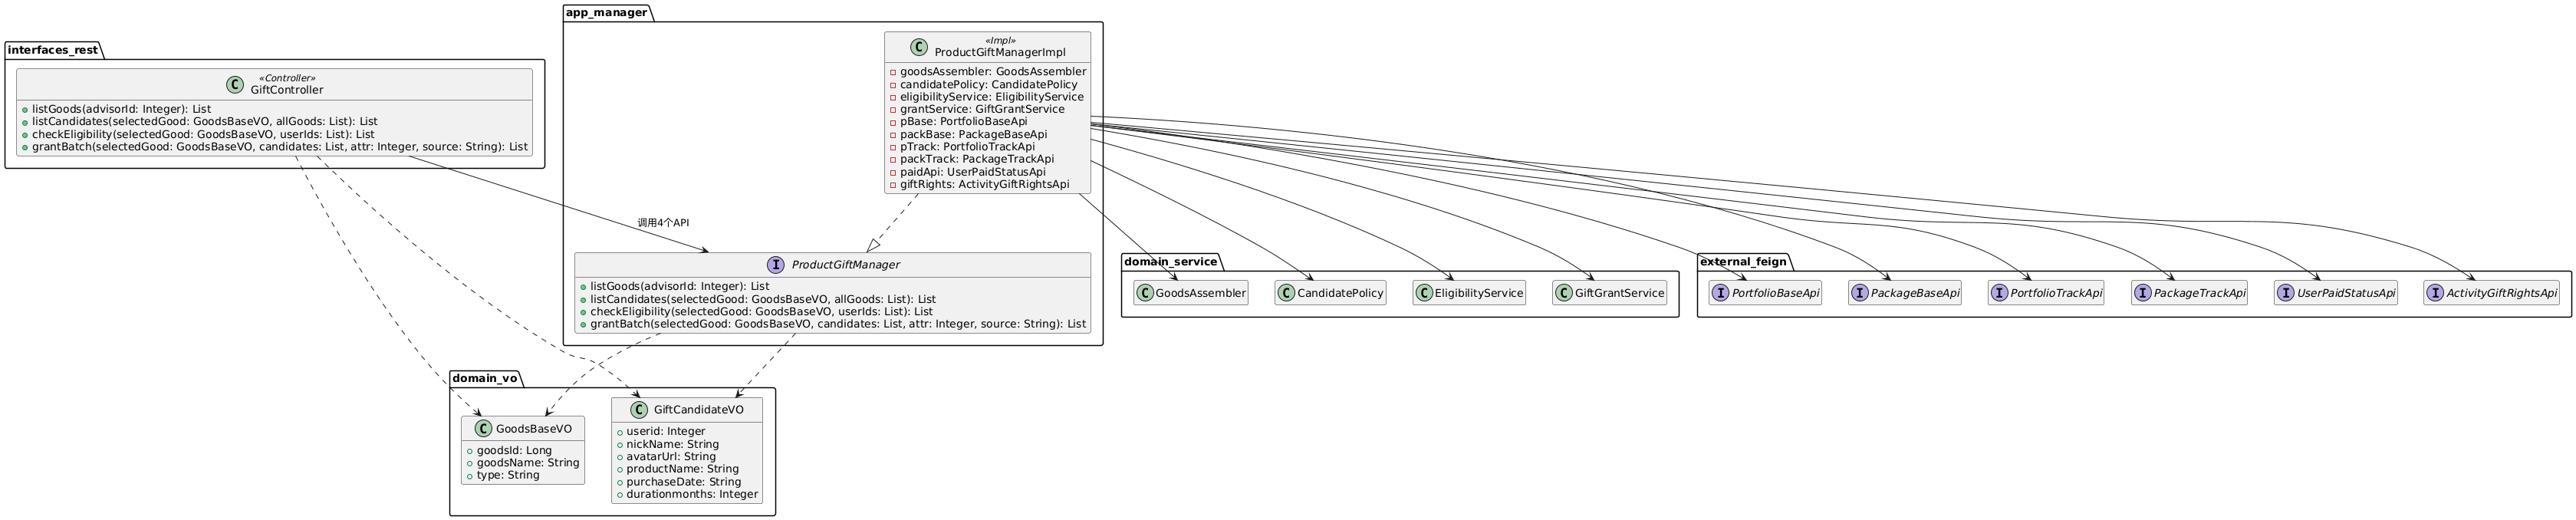 interfaces_rest
«Controller»
GiftController
listGoods(advisorId: Integer): List
listCandidates(selectedGood: GoodsBaseVO, allGoods: List): List
checkEligibility(selectedGood: GoodsBaseVO, userIds: List): List
grantBatch(selectedGood: GoodsBaseVO, candidates: List, attr: Integer, source: String): List
app_manager
«Impl»
ProductGiftManagerImpl
goodsAssembler: GoodsAssembler
candidatePolicy: CandidatePolicy
eligibilityService: EligibilityService
grantService: GiftGrantService
pBase: PortfolioBaseApi
packBase: PackageBaseApi
pTrack: PortfolioTrackApi
packTrack: PackageTrackApi
paidApi: UserPaidStatusApi
giftRights: ActivityGiftRightsApi
调用4个API
ProductGiftManager
listGoods(advisorId: Integer): List
listCandidates(selectedGood: GoodsBaseVO, allGoods: List): List
checkEligibility(selectedGood: GoodsBaseVO, userIds: List): List
grantBatch(selectedGood: GoodsBaseVO, candidates: List, attr: Integer, source: String): List
domain_service
GoodsAssembler
CandidatePolicy
EligibilityService
GiftGrantService
external_feign
PortfolioBaseApi
PackageBaseApi
PortfolioTrackApi
PackageTrackApi
UserPaidStatusApi
ActivityGiftRightsApi
domain_vo
GoodsBaseVO
goodsId: Long
goodsName: String
type: String
GiftCandidateVO
userid: Integer
nickName: String
avatarUrl: String
productName: String
purchaseDate: String
durationmonths: Integer